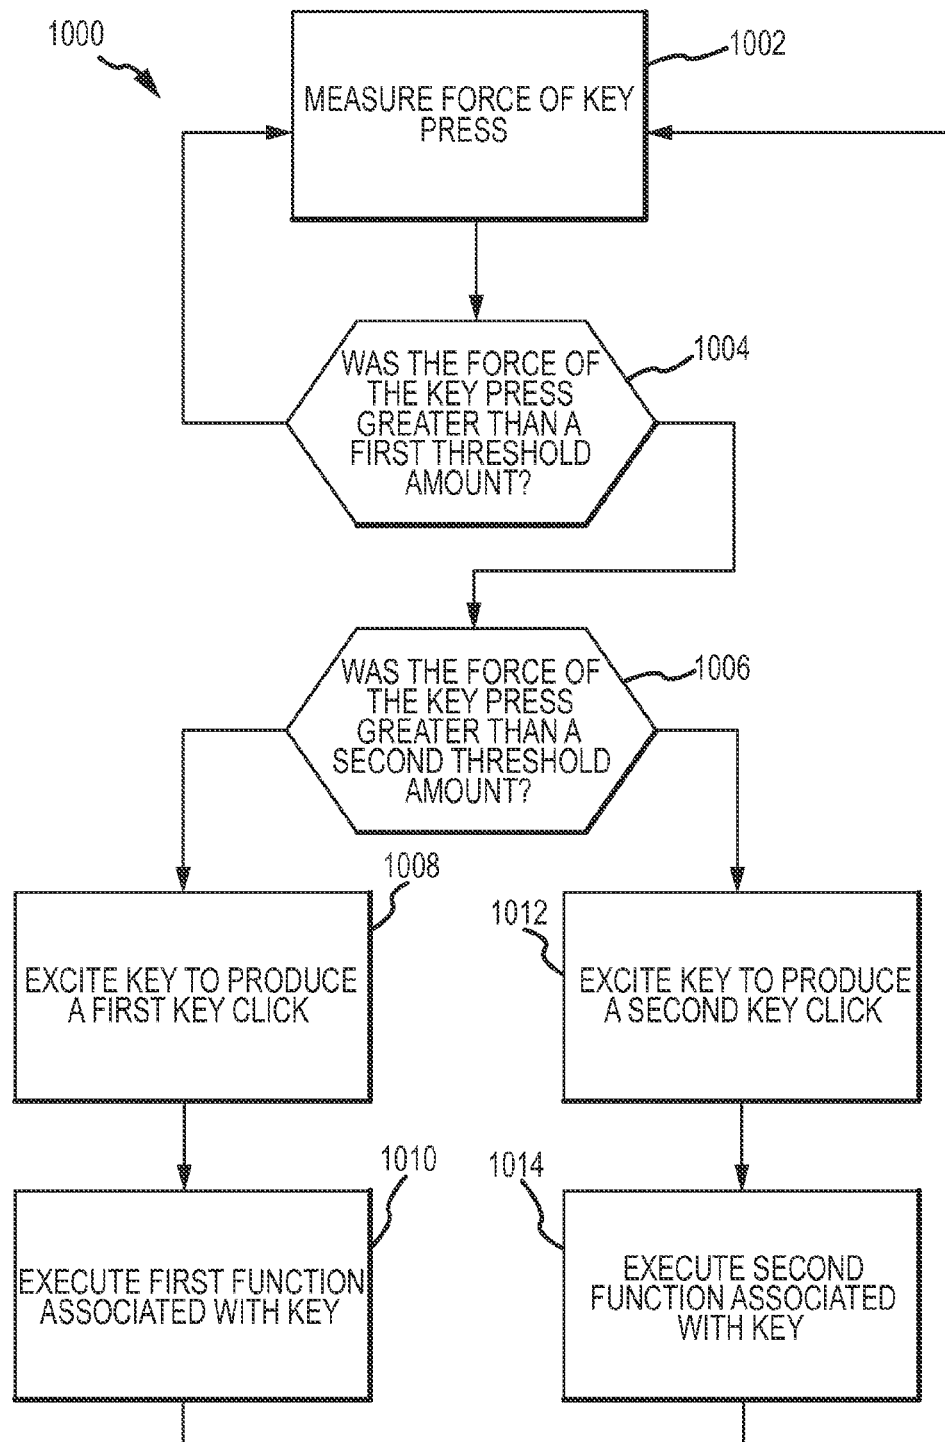 1000
1002
MEASURE FORCE OF KEY
PRESS
1004
WAS THE FORCE OF
THE KEY PRESS
GREATER THAN A
FIRST THRESHOLD
AMOUNT?
1006
WAS THE FORCE OF
THE KEY PRESS
GREATER THAN A
SECOND THRESHOLD
AMOUNT?
1008
EXCITE KEY TO PRODUCE
A FIRST KEY CLICK
1012
EXCITE KEY TO PRODUCE
A SECOND KEY CLICK
1010
EXECUTE FIRST FUNCTION
ASSOCIATED WITH KEY
1014
EXECUTE SECOND
FUNCTION ASSOCIATED
WITH KEY